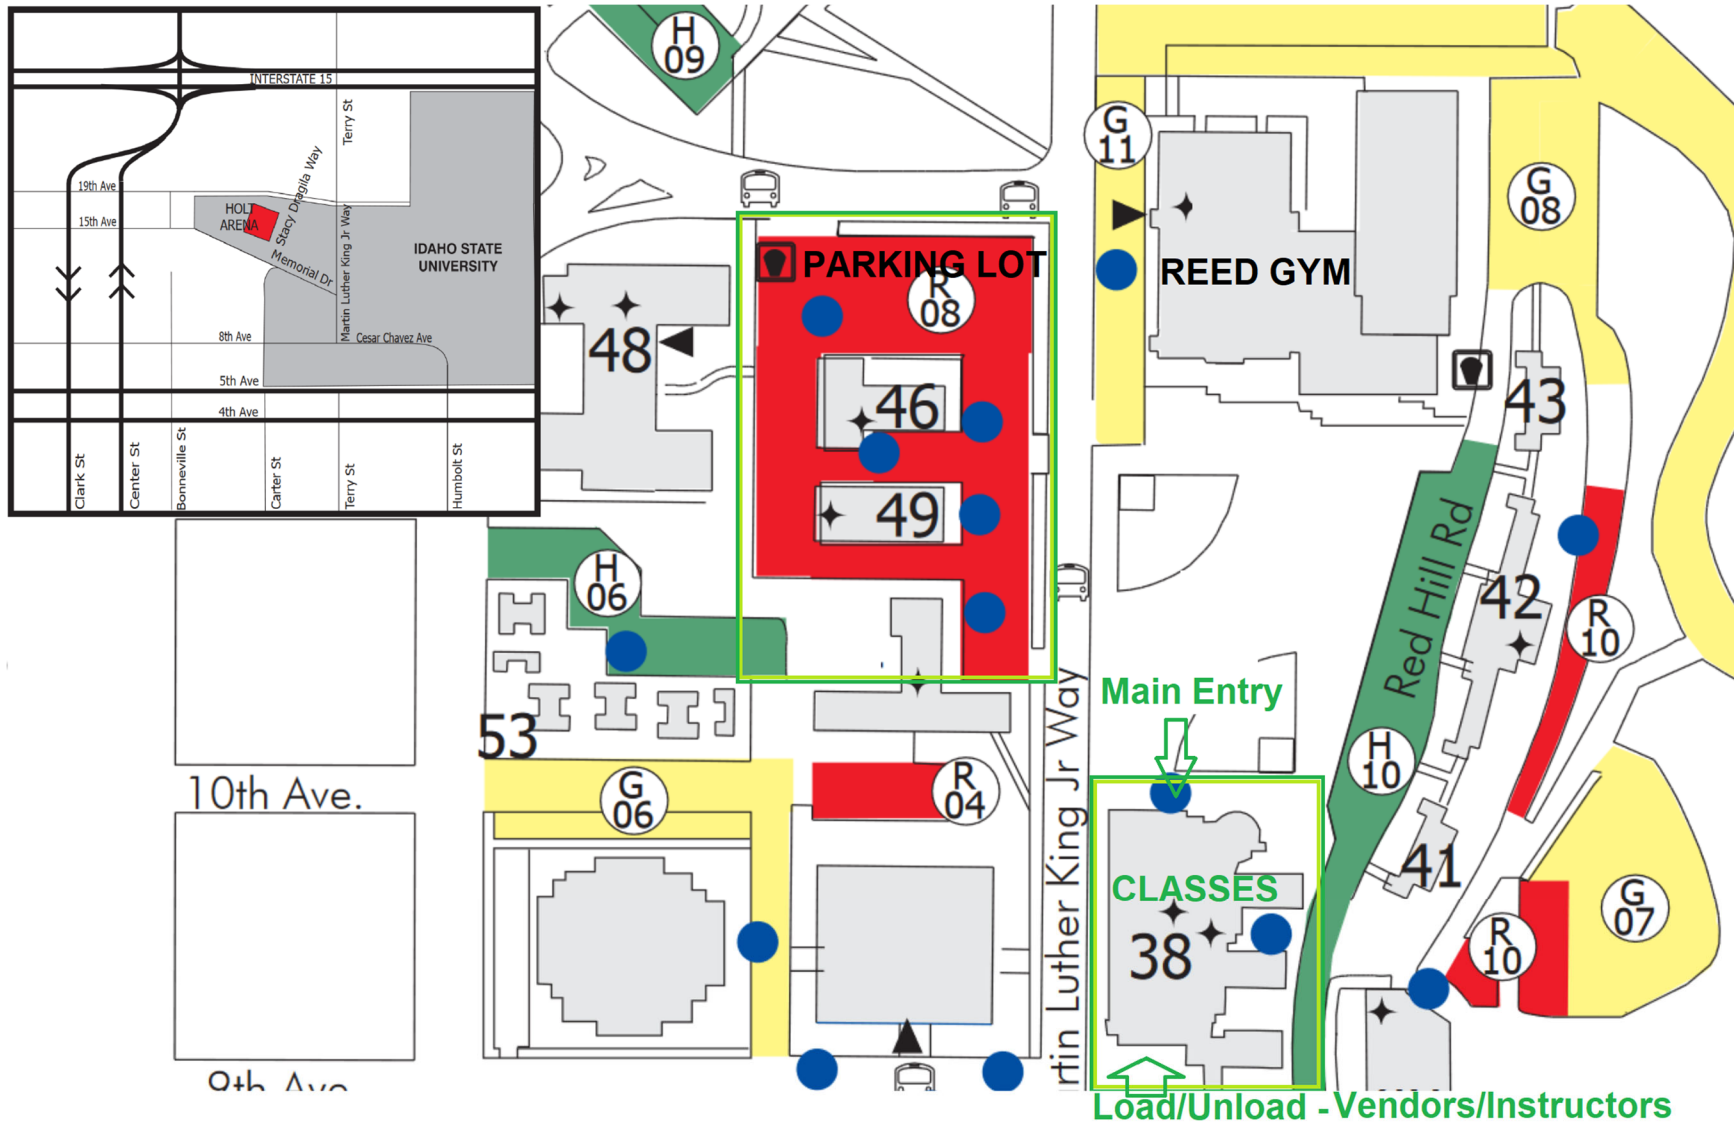 INTERSTATE 15
Terry St
19th Ave
Stacy Dragila Way
HOLT
ARENA
15th Ave
Martin Luther King Jr Way
IDAHO STATE
UNIVERSITY
Memorial Dr
8th Ave
Cesar Chavez Ave
5th Ave
4th Ave
Clark St
Center St
Bonneville St
Carter St
Terry St
Humbolt St
H
09
G
11
G
08
PARKING LOT
REED GYM
R
08
48
46
43
49
Red Hill Rd
H
06
42
R
10
Main Entry
53
Martin Luther King Jr Way
H
10
10th Ave.
G
06
R
04
41
CLASSES
38
G
07
R
10
9th Ave
Load/Unload - Vendors/Instructors